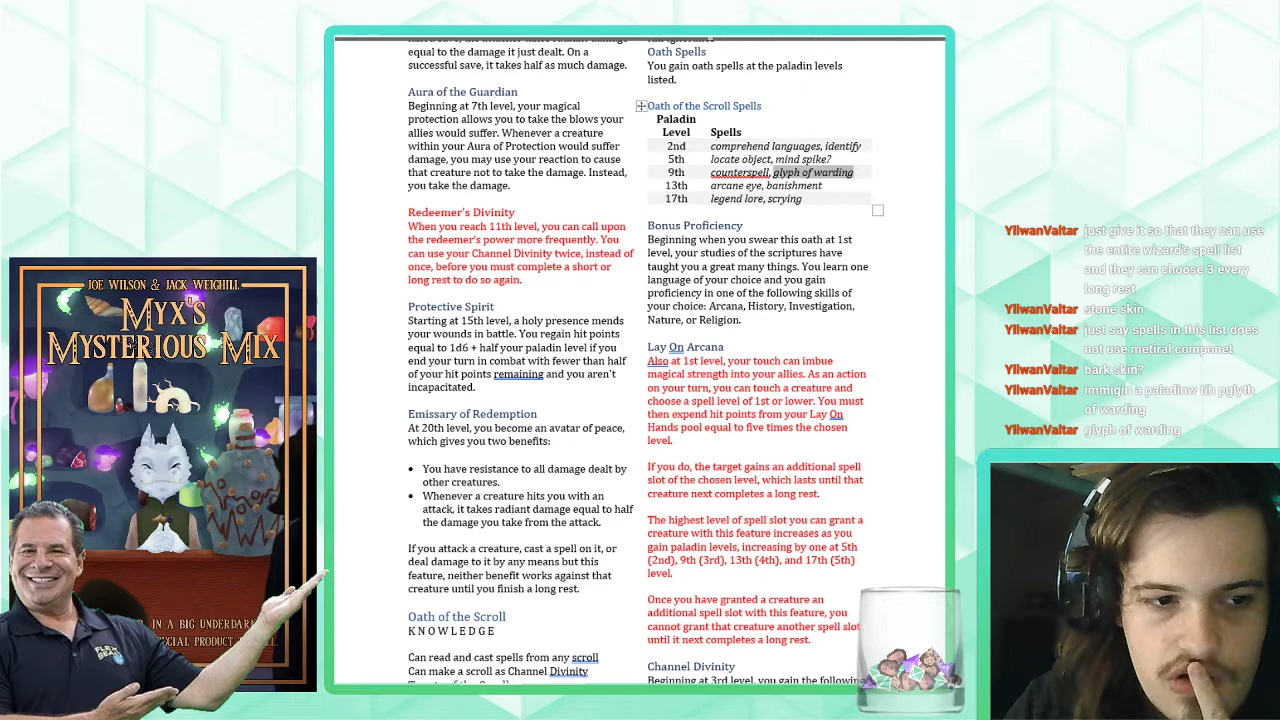 equal to the damage it just dealt. On a
successful save, it takes half as much damage.
Aura of the Guardian
Beginning at 7th level, your magical
protection allows you to take the blows your
allies would suffer. Whenever a creature
within your Aura of Protection would suffer
damage, you may use your reaction to cause
that creature not to take the damage. Instead,
you take the damage.
Redeemer's Divinity
When you reach 11th level, you can call upon
the redeemer's power more frequently. You
can use your Channel Divinity twice, instead of
once, before you must complete a short or
long rest to do so again.
Protective Spirit
Starting at 15th level, a holy presence mends
your wounds in battle. You regain hit points
equal to 1d6 + half your paladin level if you
end your turn in combat with fewer than half
of your hit points remaining and you aren't
incapacitated.
Emissary of Redemption
At 20th level, you become an avatar of peace,
which gives you two benefits:
• You have resistance to all damage dealt by
other creatures.
• Whenever a creature hits you with an
attack, it takes radiant damage equal to half
the damage you take from the attack.
If you attack a creature, cast a spell on it, or
deal damage to it by any means but this
feature, neither benefit works against that
creature until you finish a long rest.
Oath of the Scroll
KNOWLEDGE
Can read and cast spells from any scroll
Can make a scroll as Channel Divinity
Oath Spells
You gain oath spells at the paladin levels
listed.
Oath of the Scroll Spells
Paladin
Level Spells
2nd comprehend languages, identify
5th locate object, mind spike?
9th counterspell, glyph of warding
13th arcane eye, banishment
17th legend lore, scrying
Bonus Proficiency
Beginning when you swear this oath at 1st
level, your studies of the scriptures have
taught you a great many things. You learn one
language of your choice and you gain
proficiency in one of the following skills of
your choice: Arcana, History, Investigation,
Nature, or Religion.
Lay On Arcana
Also at 1st level, your touch can imbue
magical strength into your allies. As an action
on your turn, you can touch a creature and
choose a spell level of 1st or lower. You must
then expend hit points from your Lay On
Hands pool equal to five times the chosen
level.
If you do, the target gains an additional spell
slot of the chosen level, which lasts until that
creature next completes a long rest.
The highest level of spell slot you can grant a
creature with this feature increases as you
gain paladin levels, increasing by one at 5th
(2nd), 9th (3rd), 13th (4th), and 17th (5th)
level.
Once you have granted a creature an
additional spell slot with this feature, you
cannot grant that creature another spell slot
until it next completes a long rest.
Channel Divinity
Beginning at 3rd level, you gain the following
JOE WILSON & JACK WEIGHILL
MYX'S
MYSTERIOUS MIX
IN A BIG UNDERDAR
CIAL PRODUCT
FLEX
SEAL
YllwanValtar just give it so that they can use
the entire wizard's spell list
and they can choose 3 every
long rest
YllwanValtar stone skin
YllwanValtar just say spells in this list does
not use metiral componet
YllwanValtar bark skin?
YllwanValtar immigin a paladinw tih pglyth
of warding
YllwanValtar glyph of warding